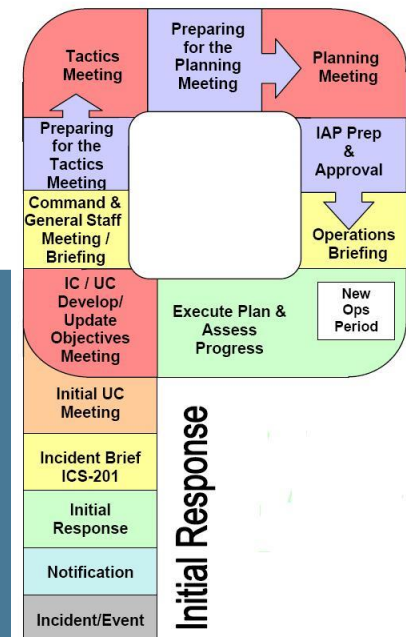 Tactics
Meeting
Preparing
for the
Planning
Meeting
Planning
Meeting
Preparing
for the
Tactics
Meeting
IAP Prep
&
Approval
Command &
General Staff
Meeting /
Briefing
Operations
Briefing
IC / UC
Develop/
Update
Objectives
Meeting
Execute Plan &
Assess
Progress
New
Ops
Period
Initial UC
Meeting
Incident Brief
ICS-201
Initial
Response
Notification
Incident/Event
Initial Response